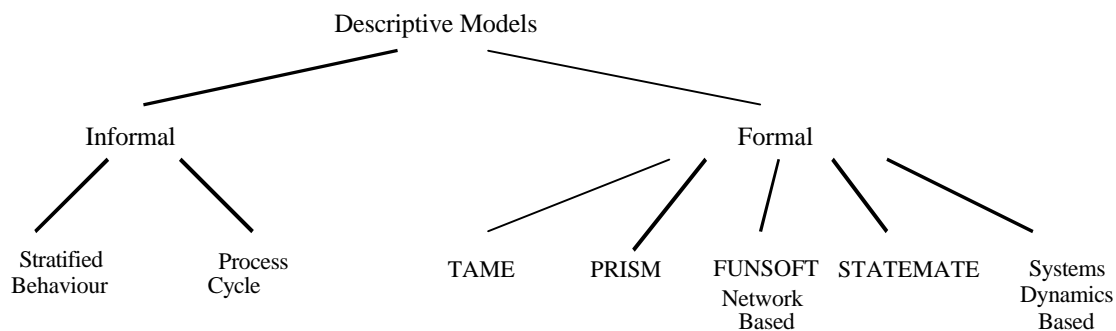 Descriptive Models
Informal
Formal
Stratified
Behaviour
Process
Cycle
TAME
PRISM
FUNSOFT
Network
Based
STATEMATE
Systems
Dynamics
Based